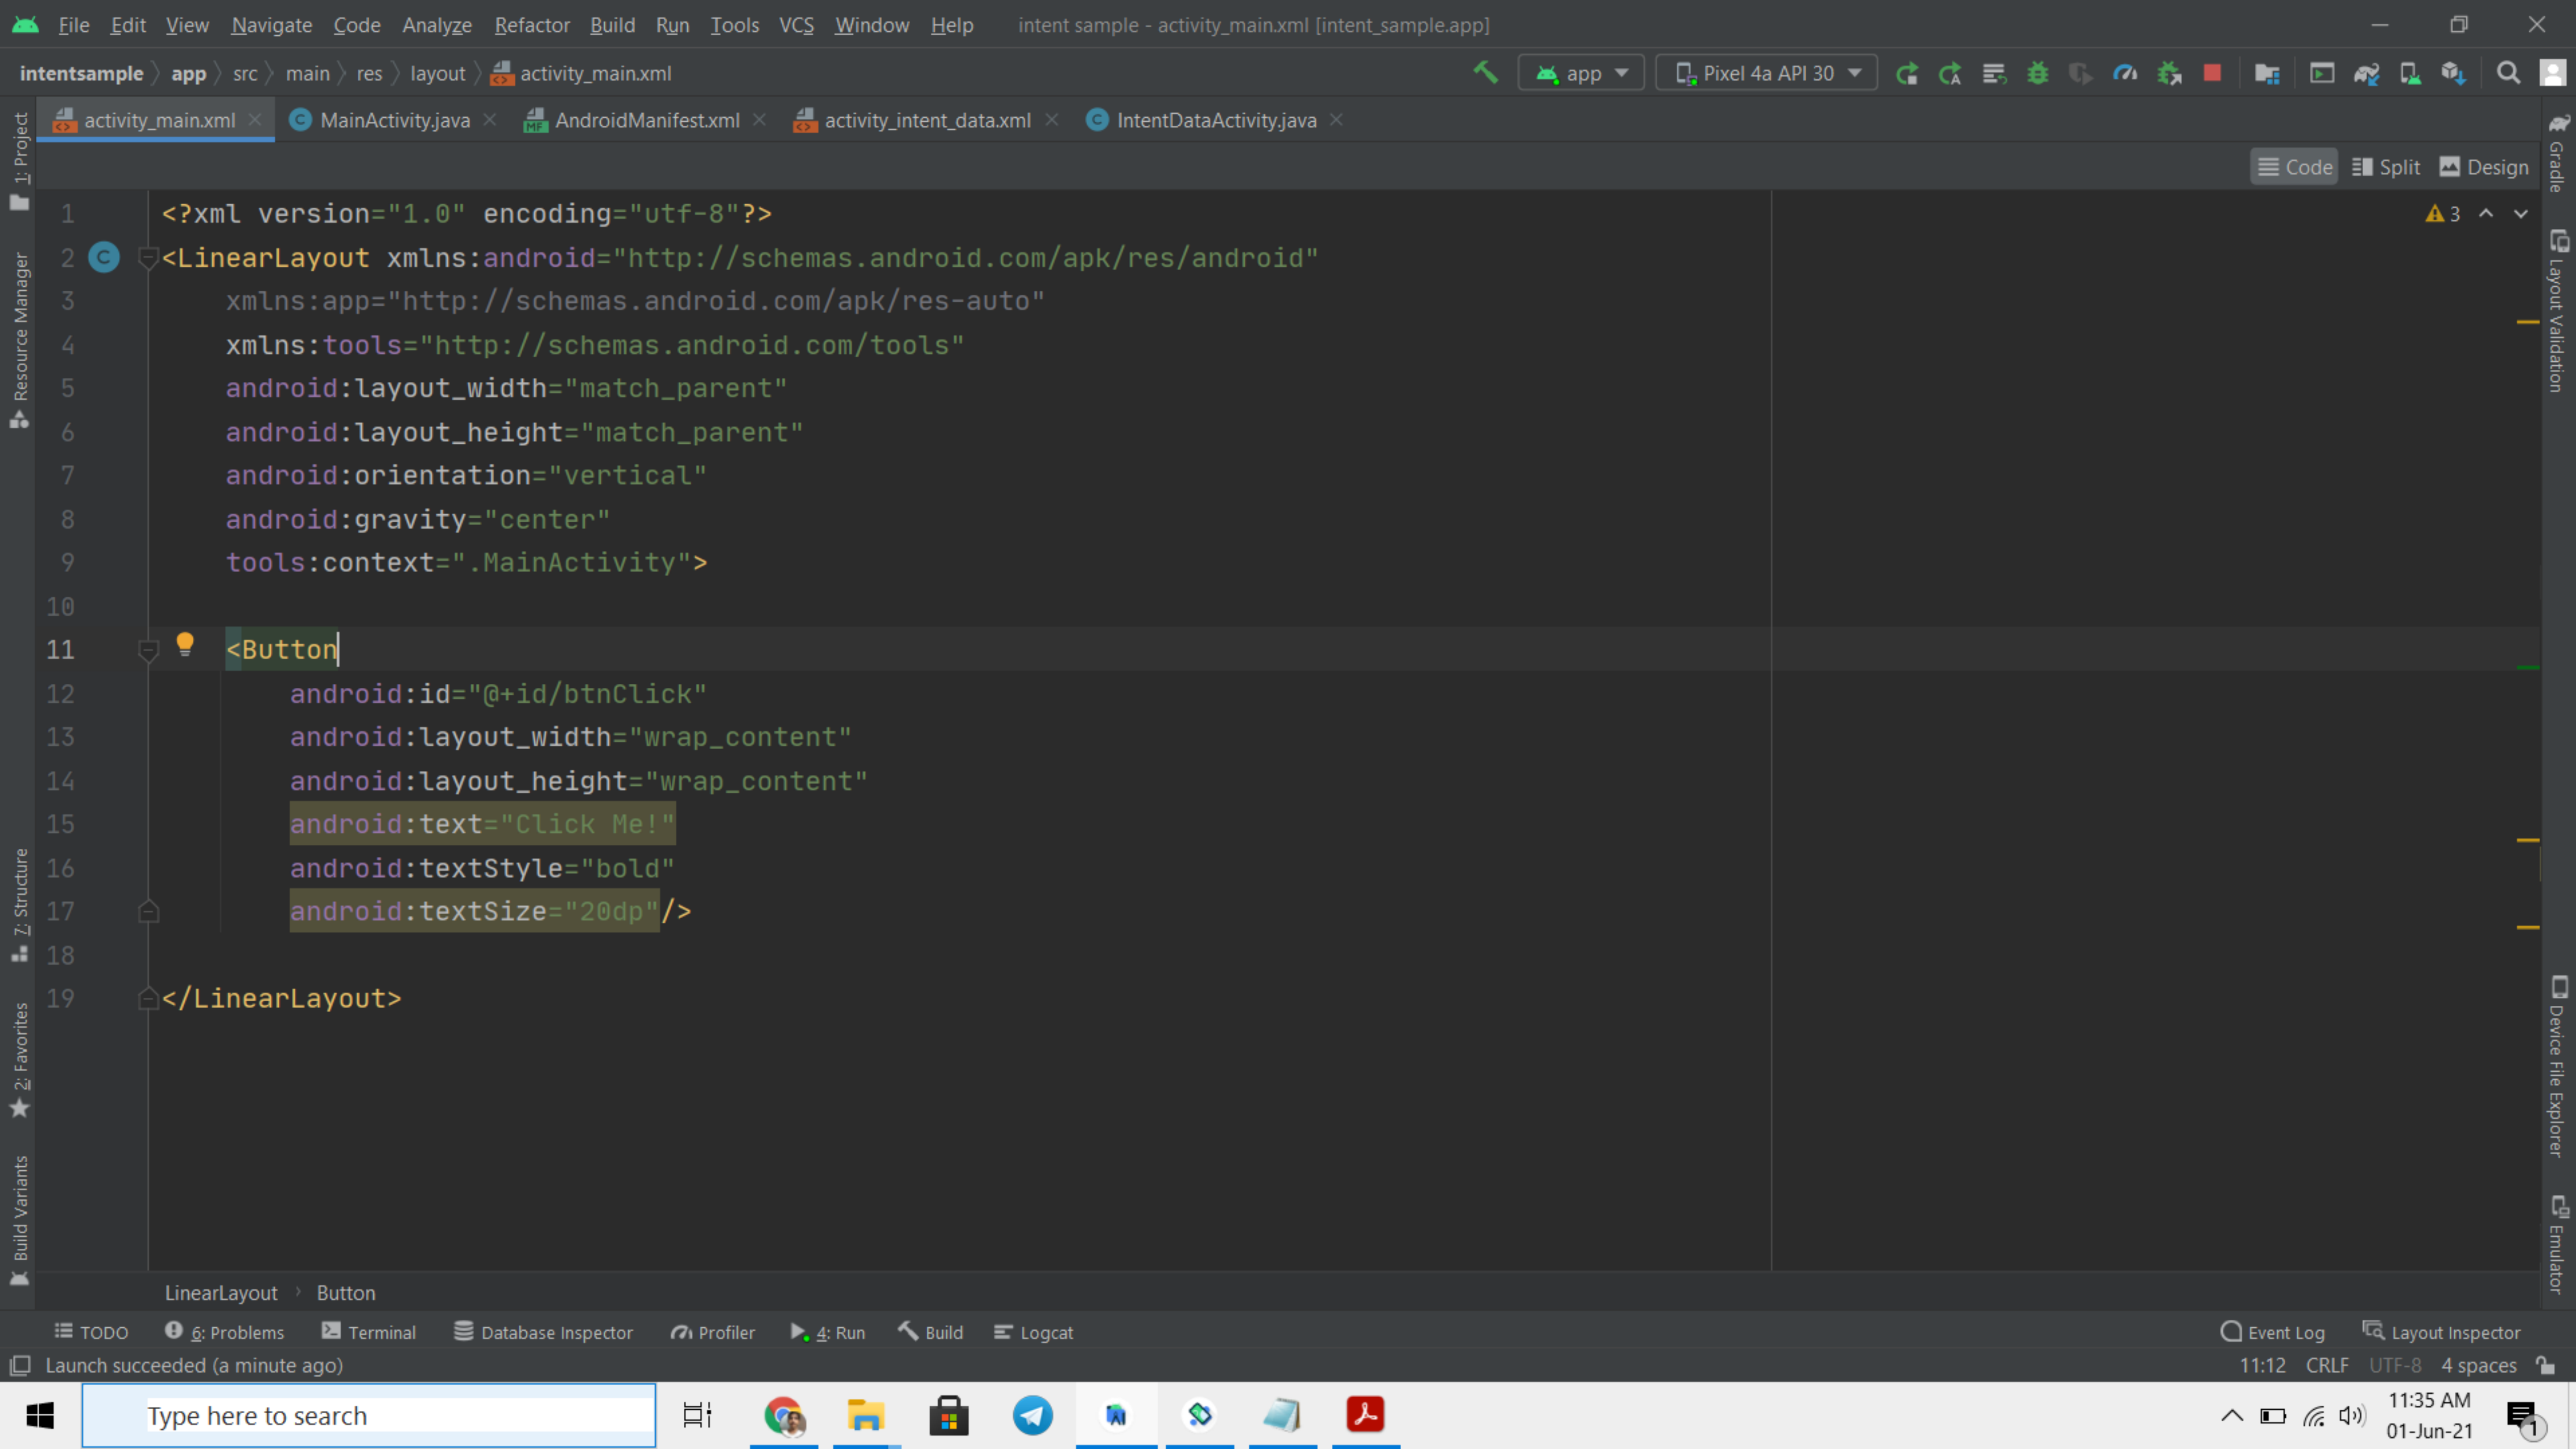 File Edit View Navigate Code Analyze Refactor Build Run Tools VCS Window Help intent sample - activity_main.xml [intent_sample.app]
intentsample app src main res layout activity_main.xml app Pixel 4a API 30
activity_main.xml MainActivity.java AndroidManifest.xml activity_intent_data.xml IntentDataActivity.java
Code Split Design
3
1 <?xml version="1.0" encoding="utf-8"?>
2 <LinearLayout xmlns:android="http://schemas.android.com/apk/res/android"
3 xmlns:app="http://schemas.android.com/apk/res-auto"
4 xmlns:tools="http://schemas.android.com/tools"
5 android:layout_width="match_parent"
6 android:layout_height="match_parent"
7 android:orientation="vertical"
8 android:gravity="center"
9 tools:context=".MainActivity">
10
11 <Button
12 android:id="@+id/btnClick"
13 android:layout_width="wrap_content"
14 android:layout_height="wrap_content"
15 android:text="Click Me!"
16 android:textStyle="bold"
17 android:textSize="20dp"/>
18
19 </LinearLayout>
1: Project
Resource Manager
7: Structure
2: Favorites
Build Variants
Gradle
Layout Validation
Device File Explorer
Emulator
LinearLayout Button
TODO 6: Problems Terminal Database Inspector Profiler 4: Run Build Logcat Event Log Layout Inspector
Launch succeeded (a minute ago) 11:12 CRLF UTF-8 4 spaces
Type here to search
11:35 AM
01-Jun-21
1